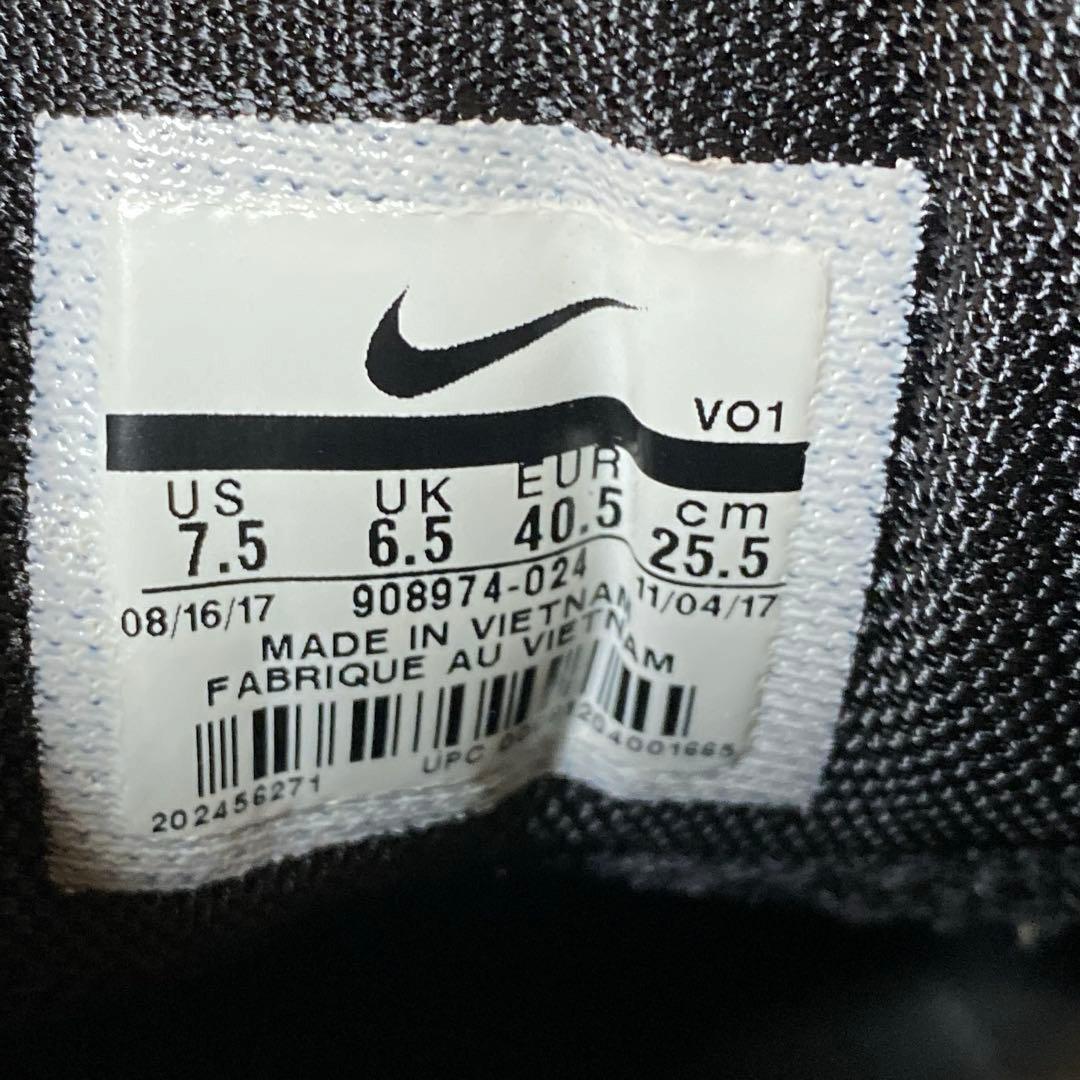 VO1
US UK EUR cm
7.5 6.5 40.5 25.5
08/16/17 908974-024 11/04/17
MADE IN VIETNAM
FABRIQUE AU VIETNAM
UPC
202456271